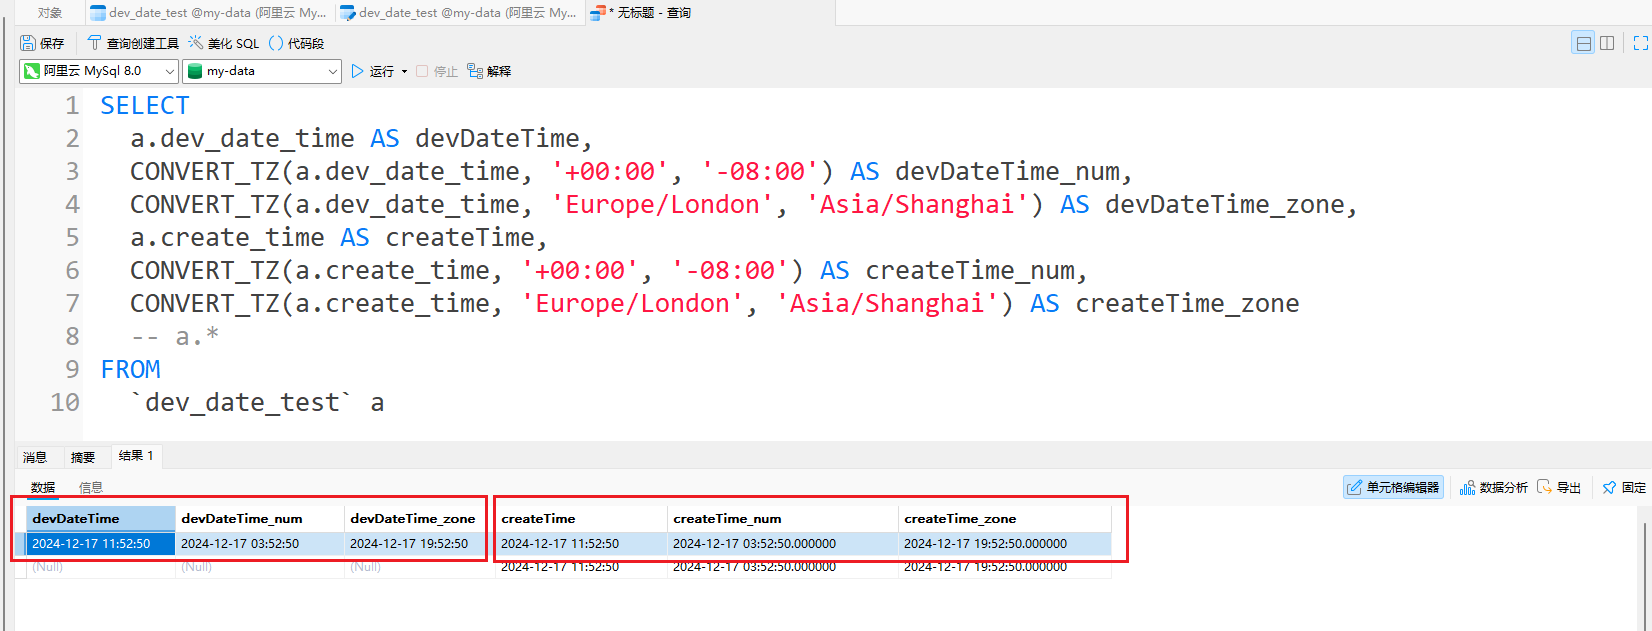 对象 dev_date_test @my-data (阿里云 My... dev_date_test @my-data (阿里云 My... * 无标题 - 查询
保存 查询创建工具 美化 SQL () 代码段
阿里云 MySql 8.0 my-data 运行 停止 解释
1 SELECT
2 a.dev_date_time AS devDateTime,
3 CONVERT_TZ(a.dev_date_time, '+00:00', '-08:00') AS devDateTime_num,
4 CONVERT_TZ(a.dev_date_time, 'Europe/London', 'Asia/Shanghai') AS devDateTime_zone,
5 a.create_time AS createTime,
6 CONVERT_TZ(a.create_time, '+00:00', '-08:00') AS createTime_num,
7 CONVERT_TZ(a.create_time, 'Europe/London', 'Asia/Shanghai') AS createTime_zone
8 -- a.*
9 FROM
10 `dev_date_test` a
消息 摘要 结果 1
数据 信息 单元格编辑器 数据分析 导出 固定
devDateTime devDateTime_num devDateTime_zone createTime createTime_num createTime_zone
2024-12-17 11:52:50 2024-12-17 03:52:50 2024-12-17 19:52:50 2024-12-17 11:52:50 2024-12-17 03:52:50.000000 2024-12-17 19:52:50.000000
(Null) (Null) (Null) 2024-12-17 11:52:50 2024-12-17 03:52:50.000000 2024-12-17 19:52:50.000000